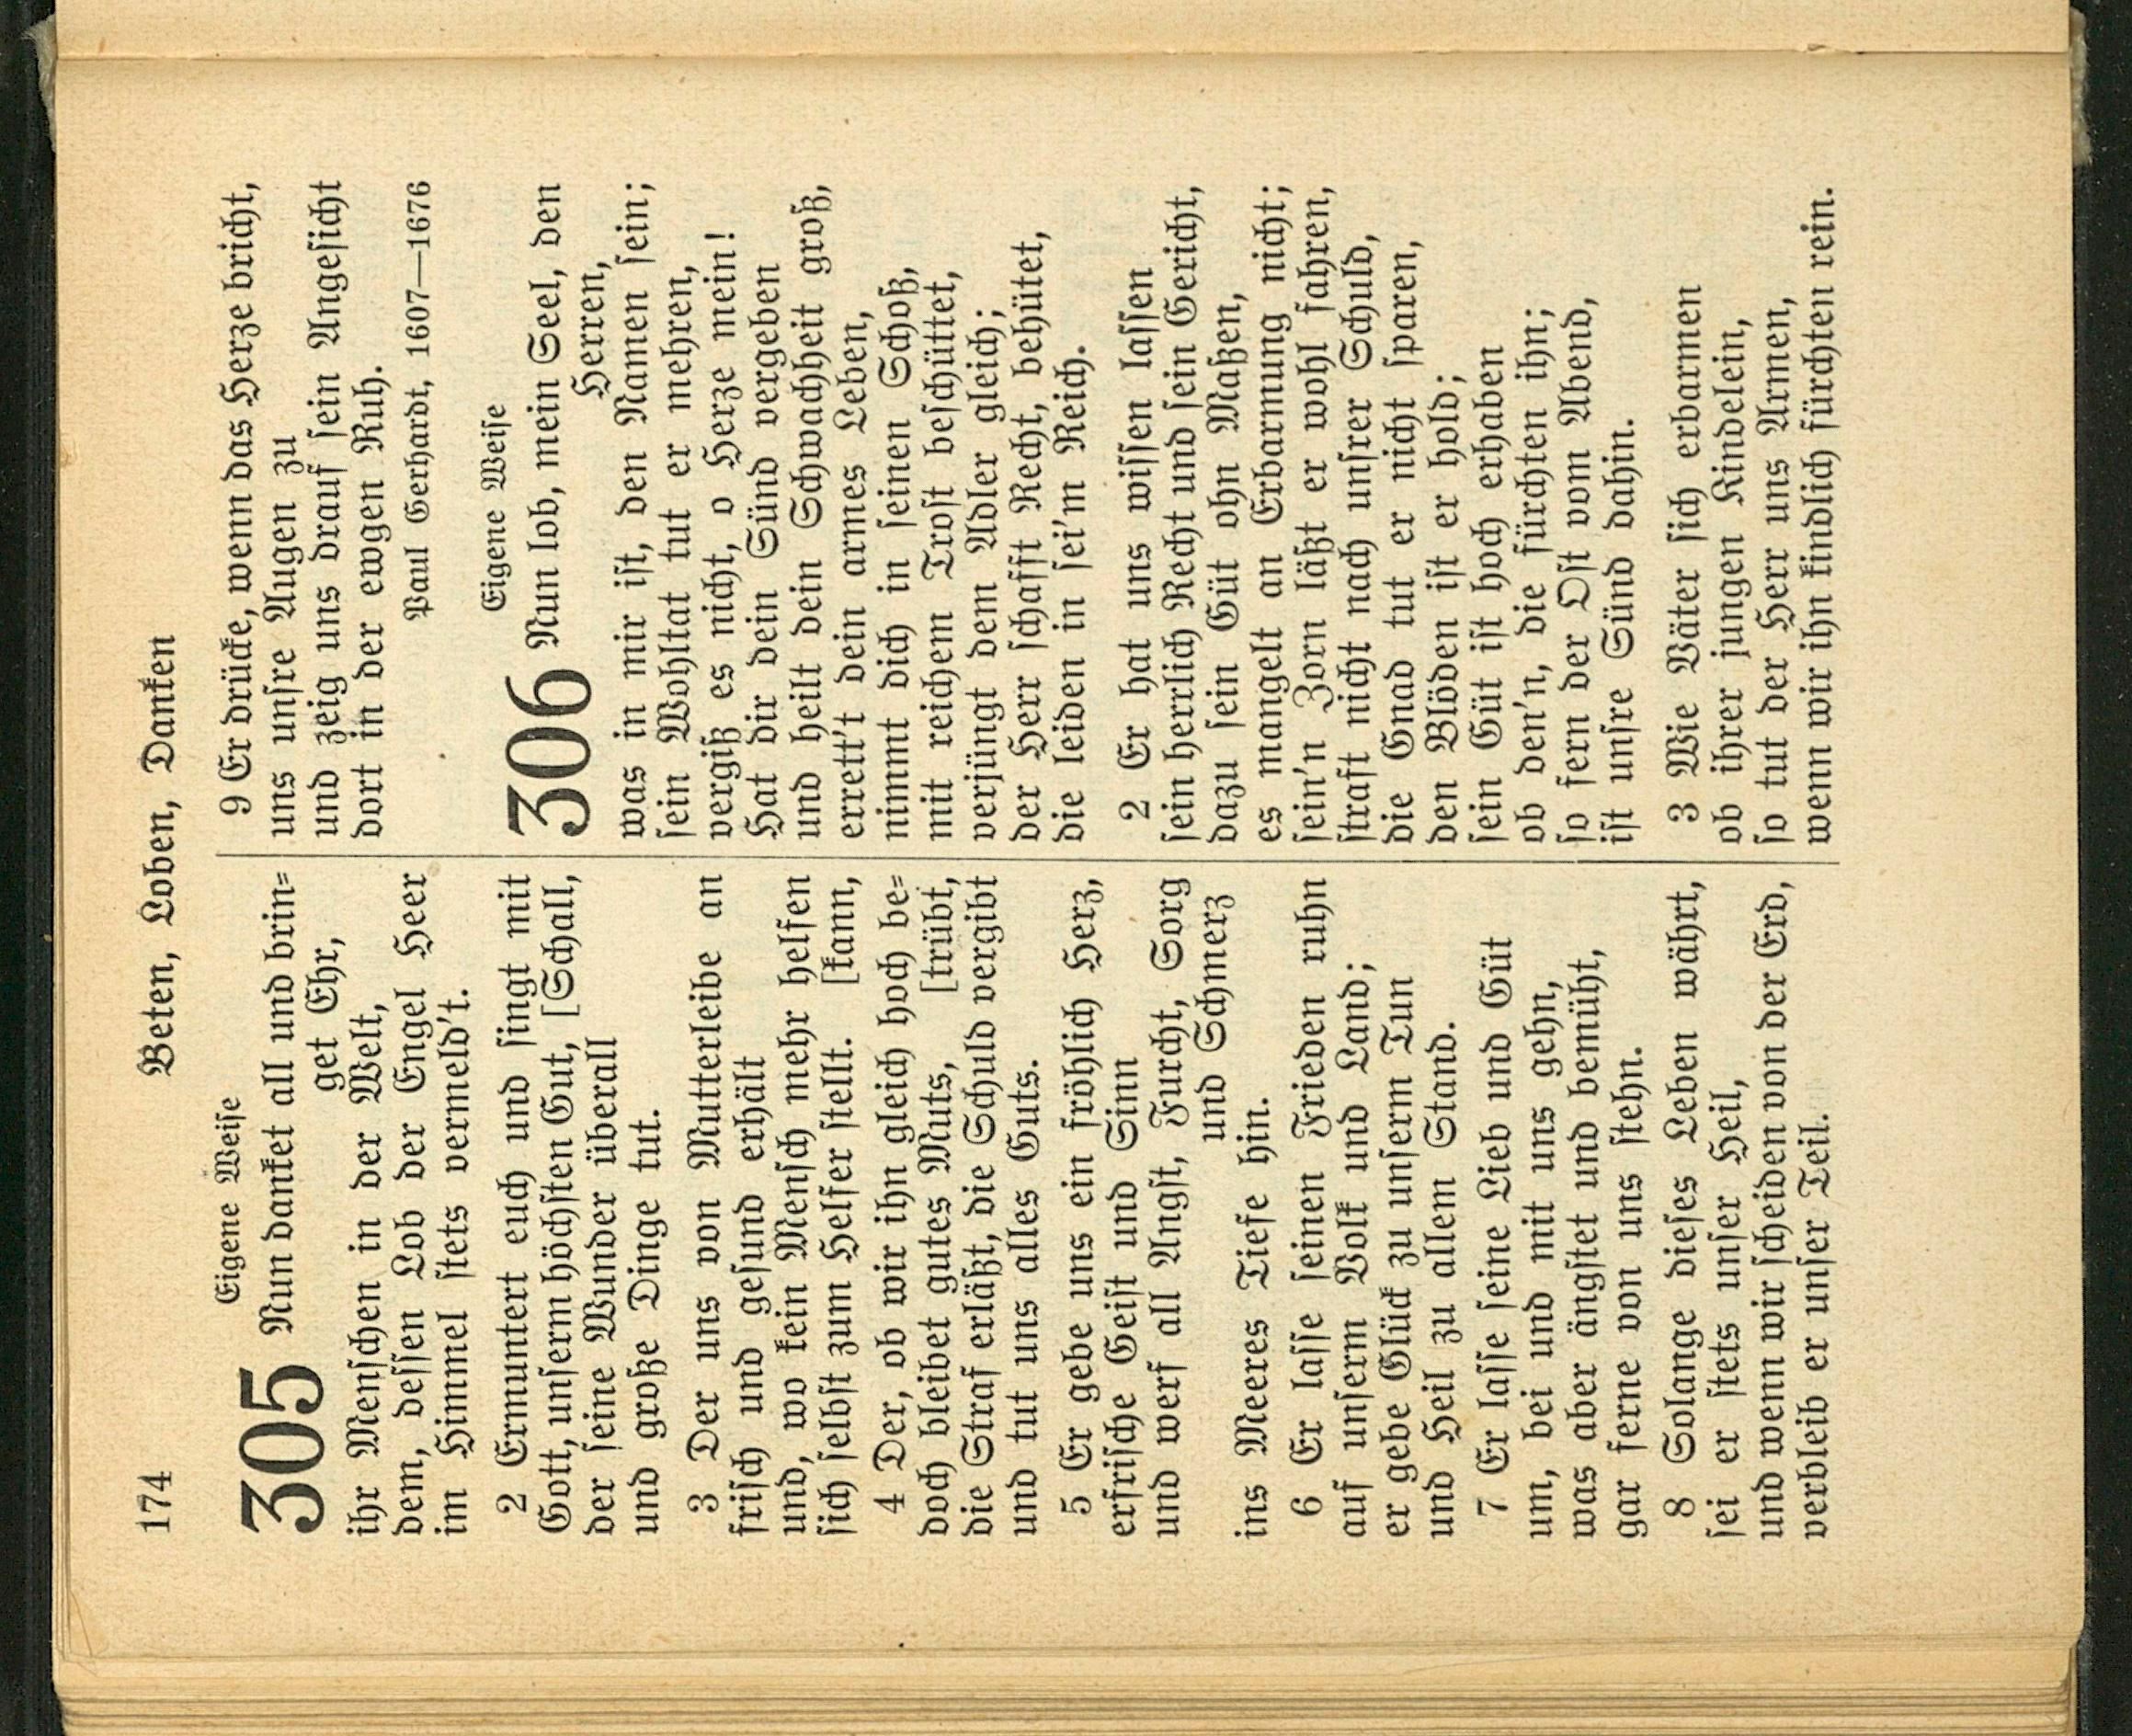 174
Beten, Loben, Danken
Eigene Weise
305 Nun danket all und brin=
get Ehr,
ihr Menschen in der Welt,
dem, dessen Lob der Engel Heer
im Himmel stets vermeld't.
2 Ermuntert euch und singt mit
Gott, unserm höchsten Gut, [Schall,
der seine Wunder überall
und große Dinge tut.
3 Der uns von Mutterleibe an
frisch und gesund erhält
und, wo kein Mensch mehr helfen
sich selbst zum Helfer stellt. [kann,
4 Der, ob wir ihn gleich hoch be=
doch bleibet gutes Muts, [trübt,
die Straf erläßt, die Schuld vergibt
und tut uns alles Guts.
5 Er gebe uns ein fröhlich Herz,
erfrische Geist und Sinn
und werf all Angst, Furcht, Sorg
und Schmerz
ins Meeres Tiefe hin.
6 Er lasse seinen Frieden ruhn
auf unserm Volk und Land;
er gebe Glück zu unserm Tun
und Heil zu allem Stand.
7 Er lasse seine Lieb und Güt
um, bei und mit uns gehn,
was aber ängstet und bemüht,
gar ferne von uns stehn.
8 Solange dieses Leben währt,
sei er stets unser Heil,
und wenn wir scheiden von der Erd,
verbleib er unser Teil.
9 Er drücke, wenn das Herze bricht,
uns unsre Augen zu
und zeig uns drauf sein Angesicht
dort in der ewgen Ruh.
Paul Gerhardt, 1607—1676
Eigene Weise
306 Nun lob, mein Seel, den
Herren,
was in mir ist, den Namen sein;
sein Wohltat tut er mehren,
vergiß es nicht, o Herze mein!
Hat dir dein Sünd vergeben
und heilt dein Schwachheit groß,
errett't dein armes Leben,
nimmt dich in seinen Schoß,
mit reichem Trost beschüttet,
verjüngt dem Adler gleich;
der Herr schafft Recht, behütet,
die leiden in sei'm Reich.
2 Er hat uns wissen lassen
sein herrlich Recht und sein Gericht,
dazu sein Güt ohn Maßen,
es mangelt an Erbarmung nicht;
sein'n Zorn läßt er wohl fahren,
straft nicht nach unsrer Schuld,
die Gnad tut er nicht sparen,
den Blöden ist er hold;
sein Güt ist hoch erhaben
ob den'n, die fürchten ihn;
so fern der Ost vom Abend,
ist unsre Sünd dahin.
3 Wie Väter sich erbarmen
ob ihrer jungen Kindelein,
so tut der Herr uns Armen,
wenn wir ihn kindlich fürchten rein.